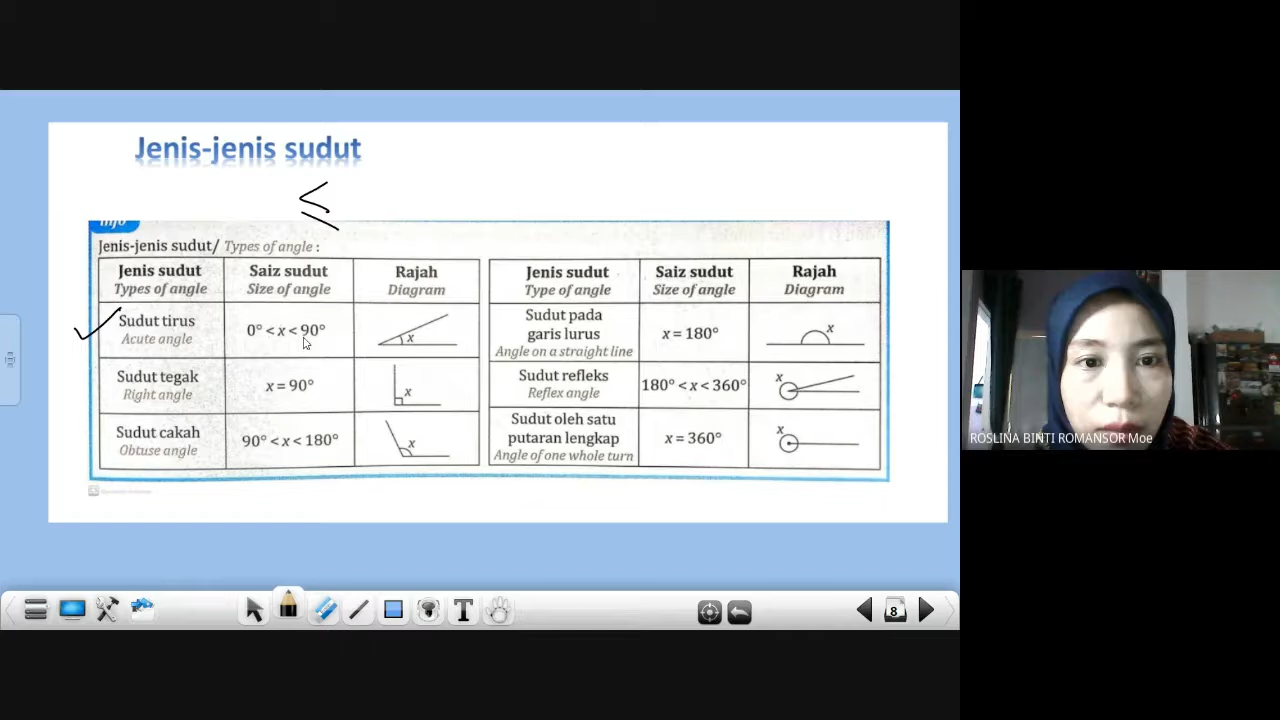 Jenis-jenis sudut
≤
Info
Jenis-jenis sudut/ Types of angle :
Jenis sudut
Types of angle
Saiz sudut
Size of angle
Rajah
Diagram
Sudut tirus
Acute angle
0° < x < 90°
x
Sudut tegak
Right angle
x = 90°
x
Sudut cakah
Obtuse angle
90° < x < 180°
x
Jenis sudut
Type of angle
Saiz sudut
Size of angle
Rajah
Diagram
Sudut pada
garis lurus
Angle on a straight line
x = 180°
x
Sudut refleks
Reflex angle
180° < x < 360°
x
Sudut oleh satu
putaran lengkap
Angle of one whole turn
x = 360°
x
T
8
ROSLINA BINTI ROMANSOR Moe